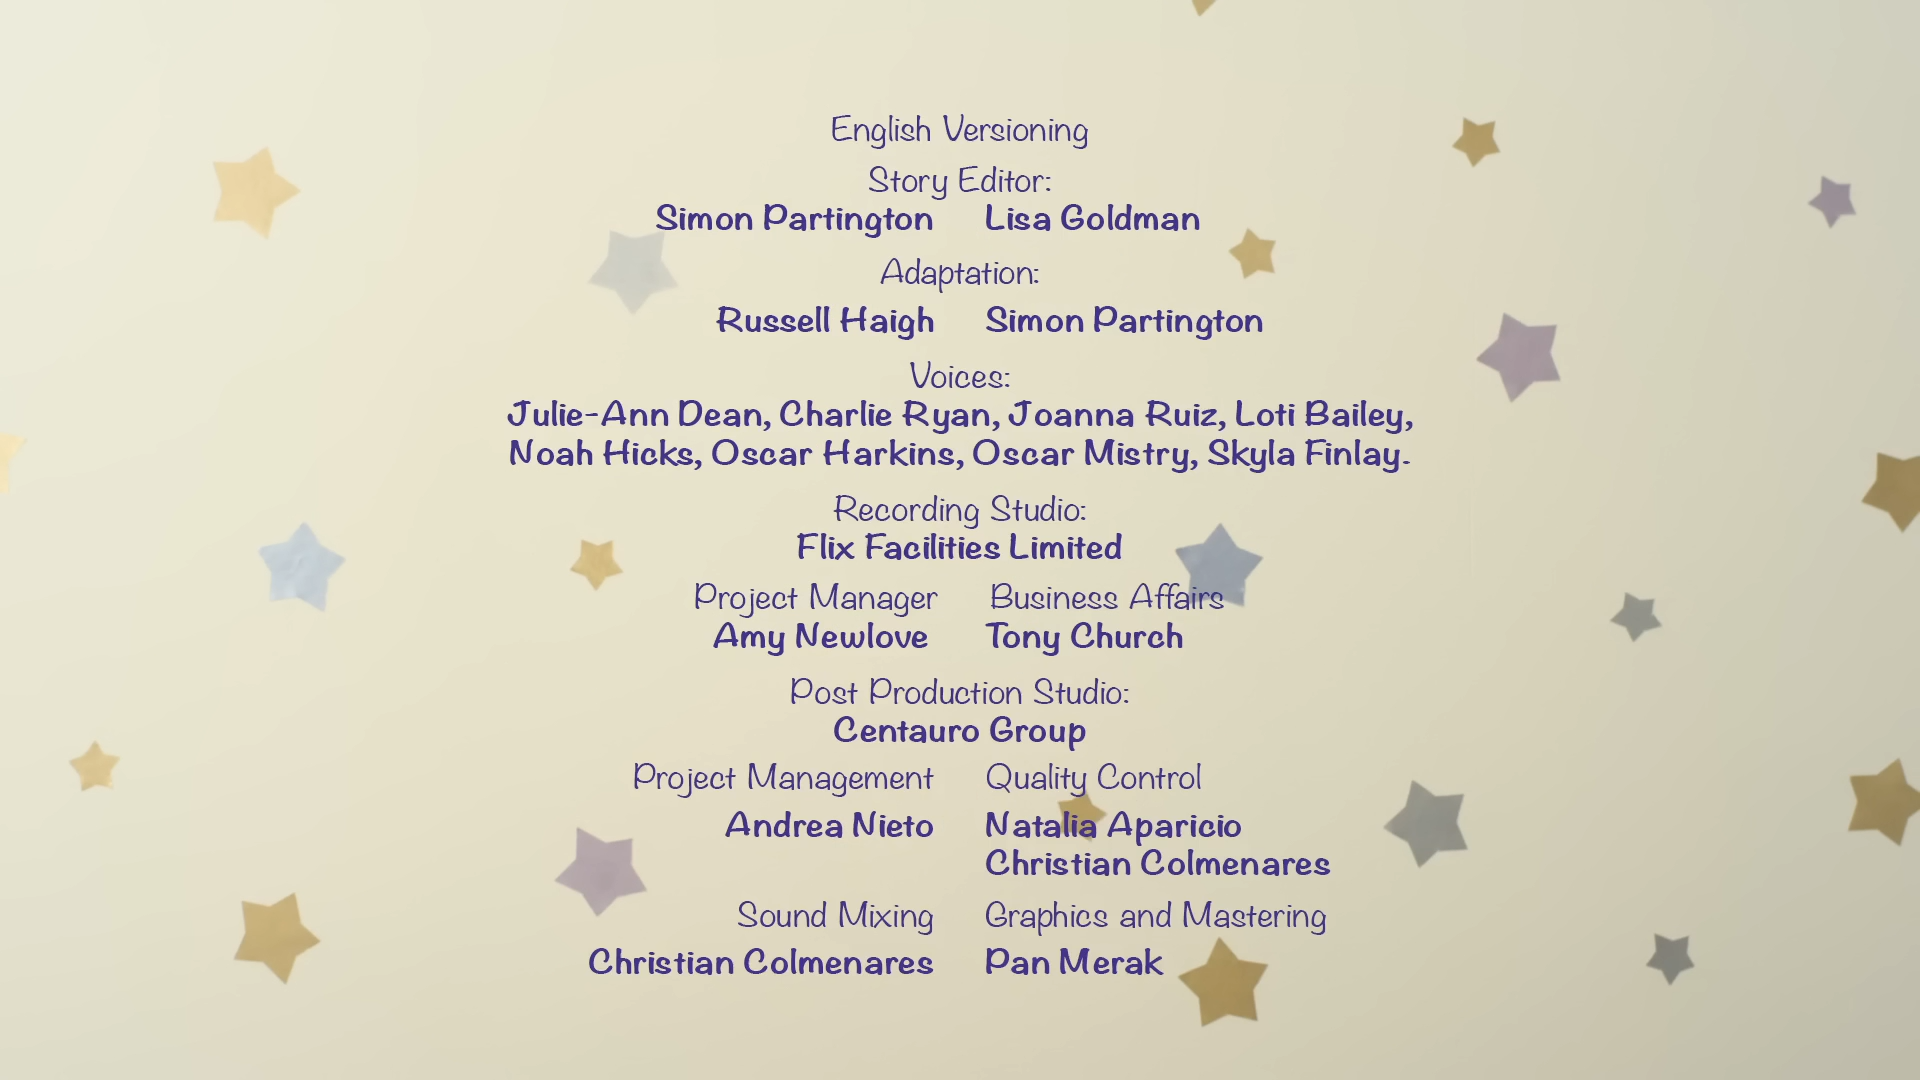 English Versioning
Story Editor:
Simon Partington Lisa Goldman
Adaptation:
Russell Haigh Simon Partington
Voices:
Julie-Ann Dean, Charlie Ryan, Joanna Ruiz, Loti Bailey,
Noah Hicks, Oscar Harkins, Oscar Mistry, Skyla Finlay.
Recording Studio:
Flix Facilities Limited
Project Manager Business Affairs
Amy Newlove Tony Church
Post Production Studio:
Centauro Group
Project Management Quality Control
Andrea Nieto Natalia Aparicio
Christian Colmenares
Sound Mixing Graphics and Mastering
Christian Colmenares Pan Merak